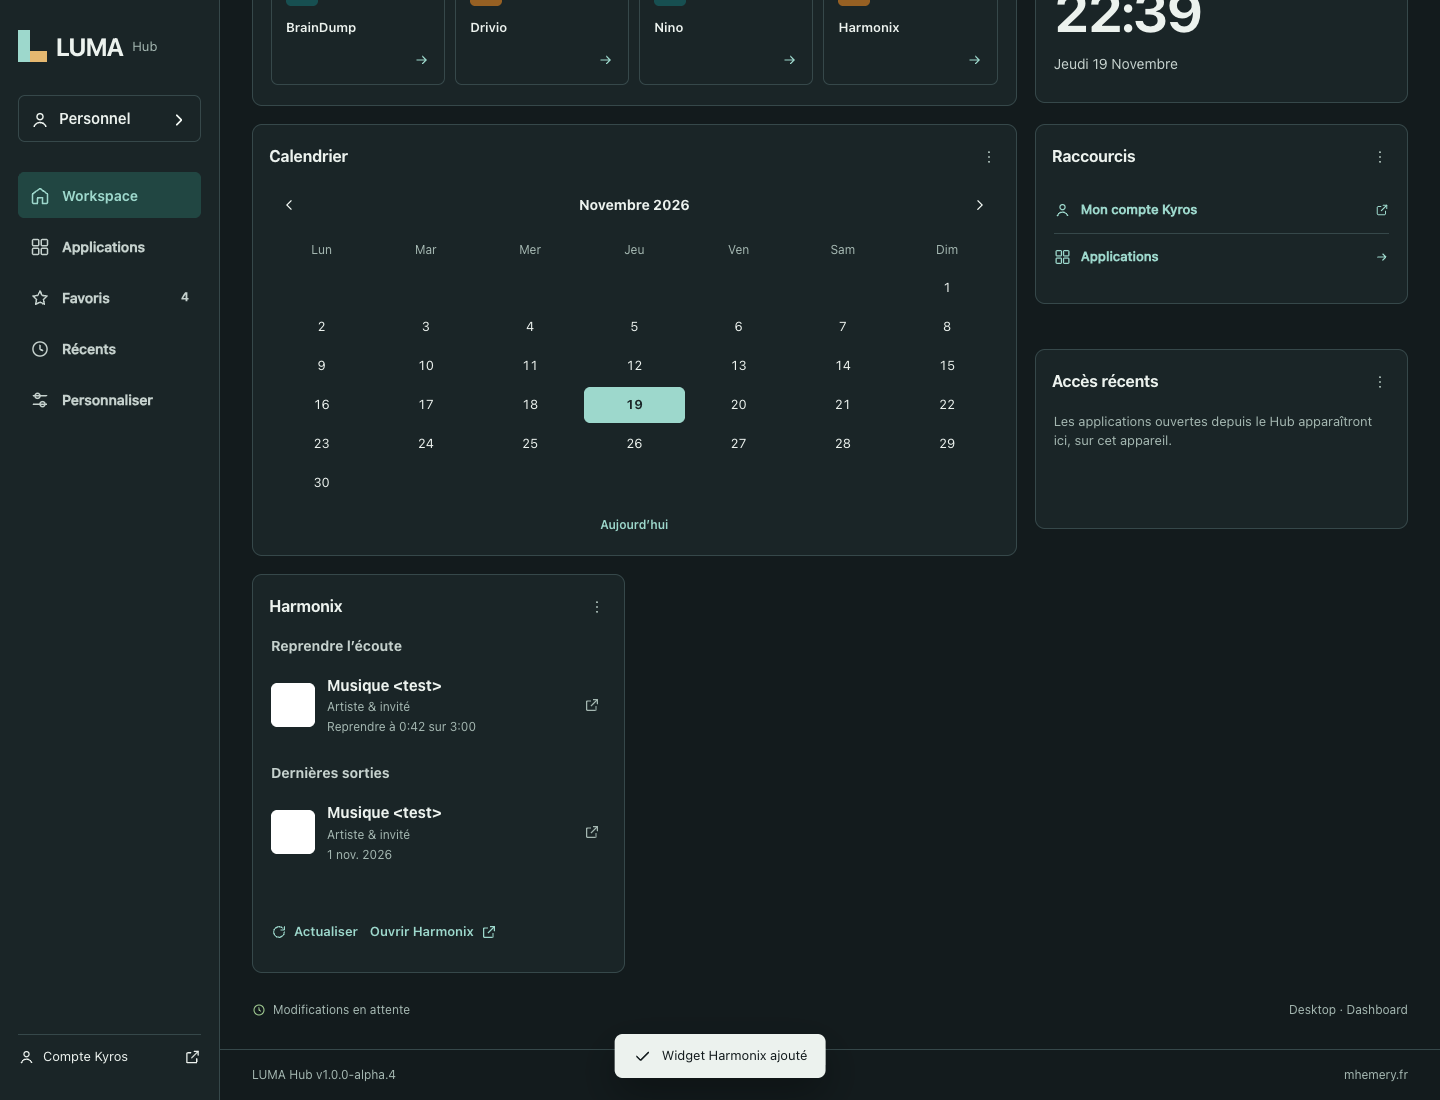 LUMA Hub
Personnel
Workspace
Applications
Favoris 4
Récents
Personnaliser
Compte Kyros
BrainDump
Drivio
Nino
Harmonix
22:39
Jeudi 19 Novembre
Calendrier
Novembre 2026
Lun Mar Mer Jeu Ven Sam Dim
1
2 3 4 5 6 7 8
9 10 11 12 13 14 15
16 17 18 19 20 21 22
23 24 25 26 27 28 29
30
Aujourd’hui
Raccourcis
Mon compte Kyros
Applications
Accès récents
Les applications ouvertes depuis le Hub apparaîtront
ici, sur cet appareil.
Harmonix
Reprendre l’écoute
Musique <test>
Artiste & invité
Reprendre à 0:42 sur 3:00
Dernières sorties
Musique <test>
Artiste & invité
1 nov. 2026
Actualiser Ouvrir Harmonix
Modifications en attente
Desktop · Dashboard
Widget Harmonix ajouté
LUMA Hub v1.0.0-alpha.4
mhemery.fr